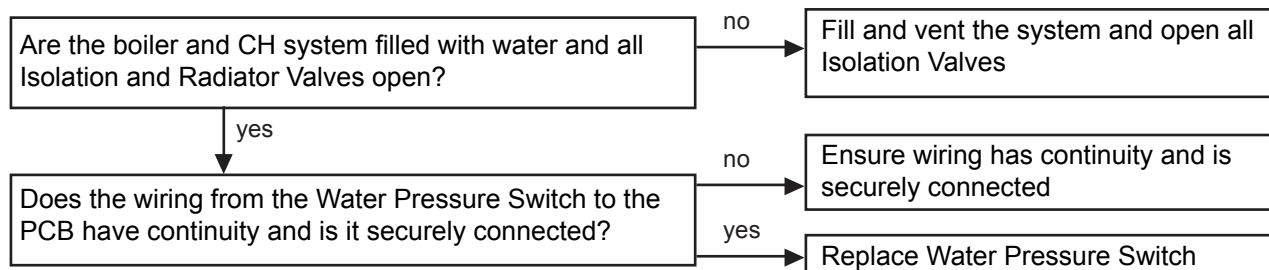 Are the boiler and CH system filled with water and all
Isolation and Radiator Valves open?
no
Fill and vent the system and open all
Isolation Valves
yes
Does the wiring from the Water Pressure Switch to the
PCB have continuity and is it securely connected?
no
Ensure wiring has continuity and is
securely connected
yes
Replace Water Pressure Switch